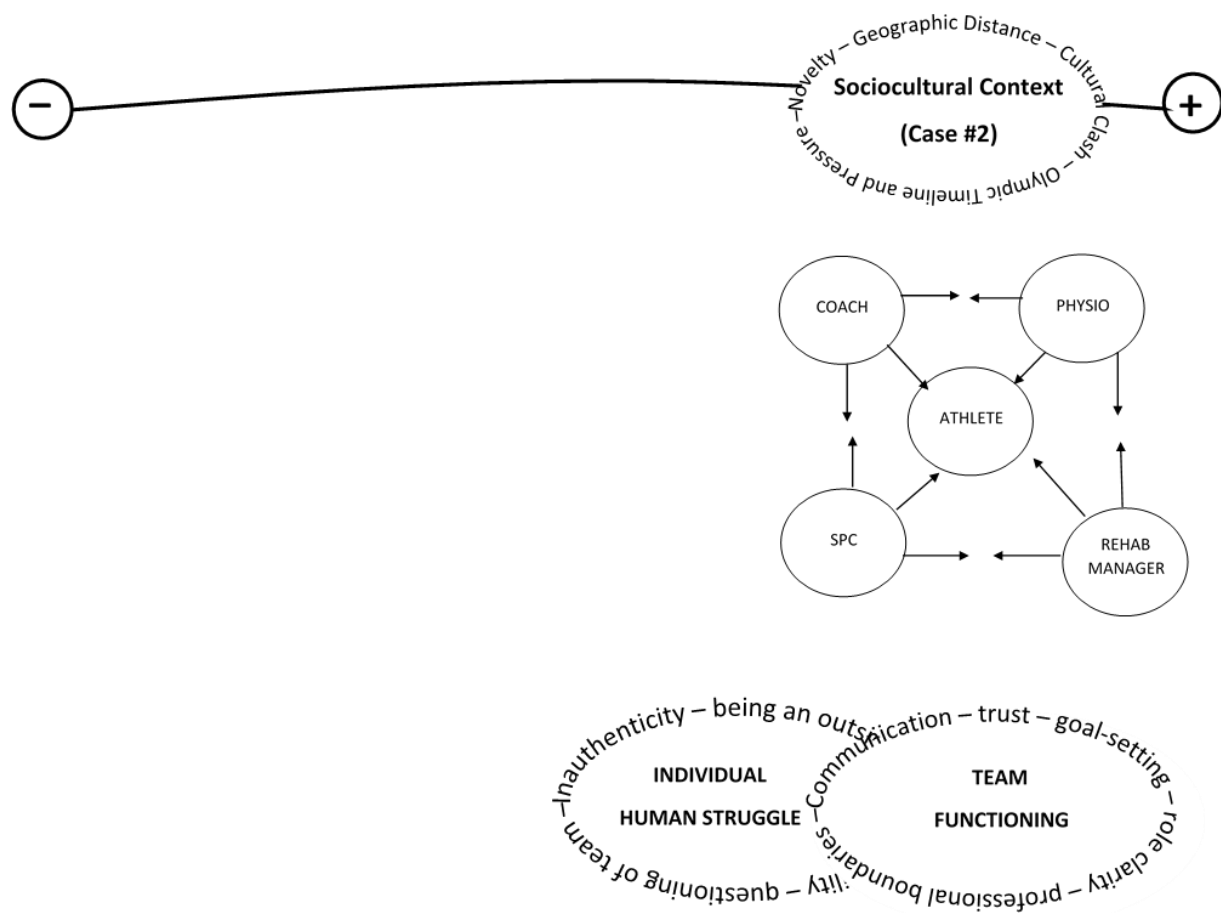 Novelty – Geographic Distance – Cultural Clash – Olympic Timeline and Pressure –
Sociocultural Context
(Case #2)
−
+
COACH
PHYSIO
ATHLETE
SPC
REHAB
MANAGER
Inauthenticity – being an
– questioning of team –
INDIVIDUAL
HUMAN STRUGGLE
Communication – trust – goal-setting – role clarity – professional boundaries –
TEAM
FUNCTIONING